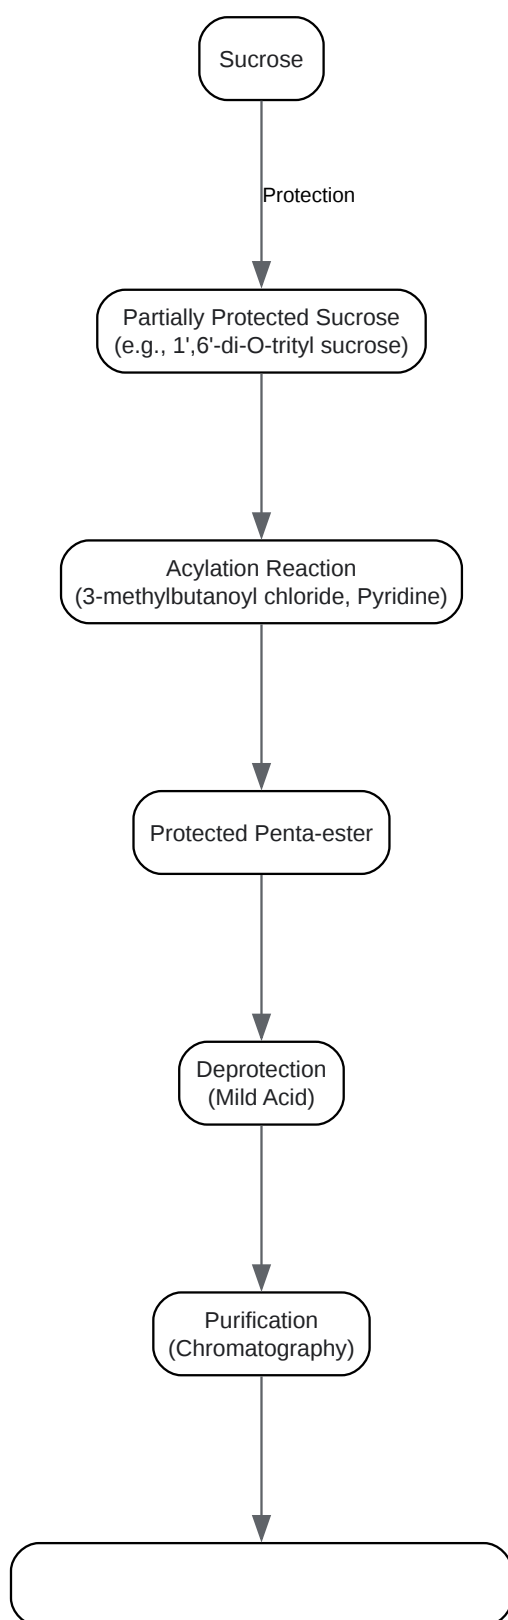 Sucrose
Protection
Partially Protected Sucrose
(e.g., 1',6'-di-O-trityl sucrose)
Acylation Reaction
(3-methylbutanoyl chloride, Pyridine)
Protected Penta-ester
Deprotection
(Mild Acid)
Purification
(Chromatography)